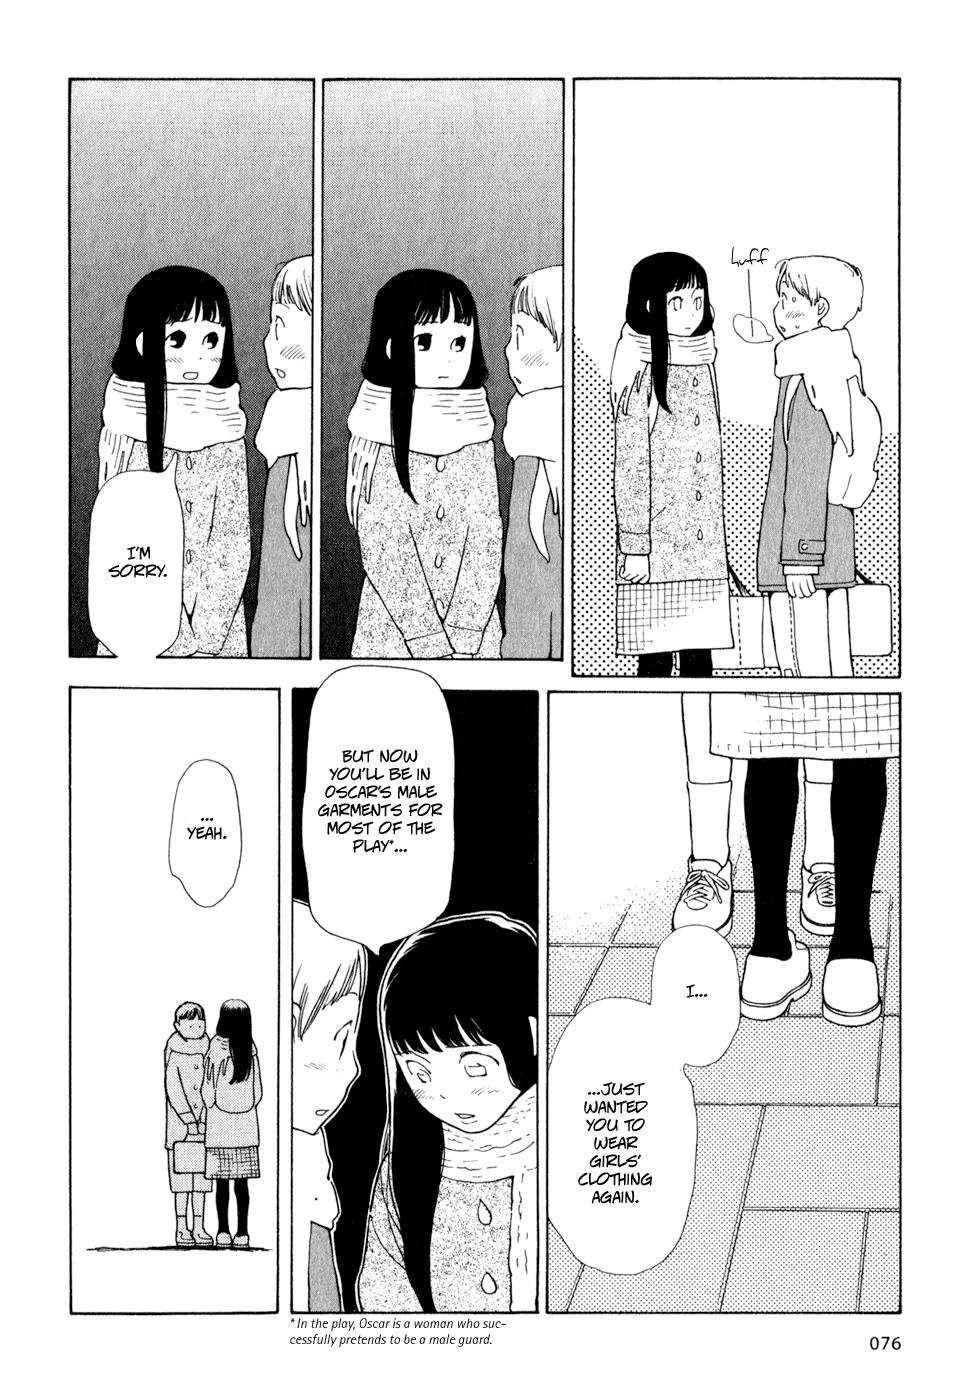 huff
I'M
SORRY.
I...
...JUST
WANTED
YOU TO
WEAR
GIRLS'
CLOTHING
AGAIN.
BUT NOW
YOU'LL BE IN
OSCAR'S MALE
GARMENTS FOR
MOST OF THE
PLAY*...
...
YEAH.
* In the play, Oscar is a woman who suc-
cessfully pretends to be a male guard.
076